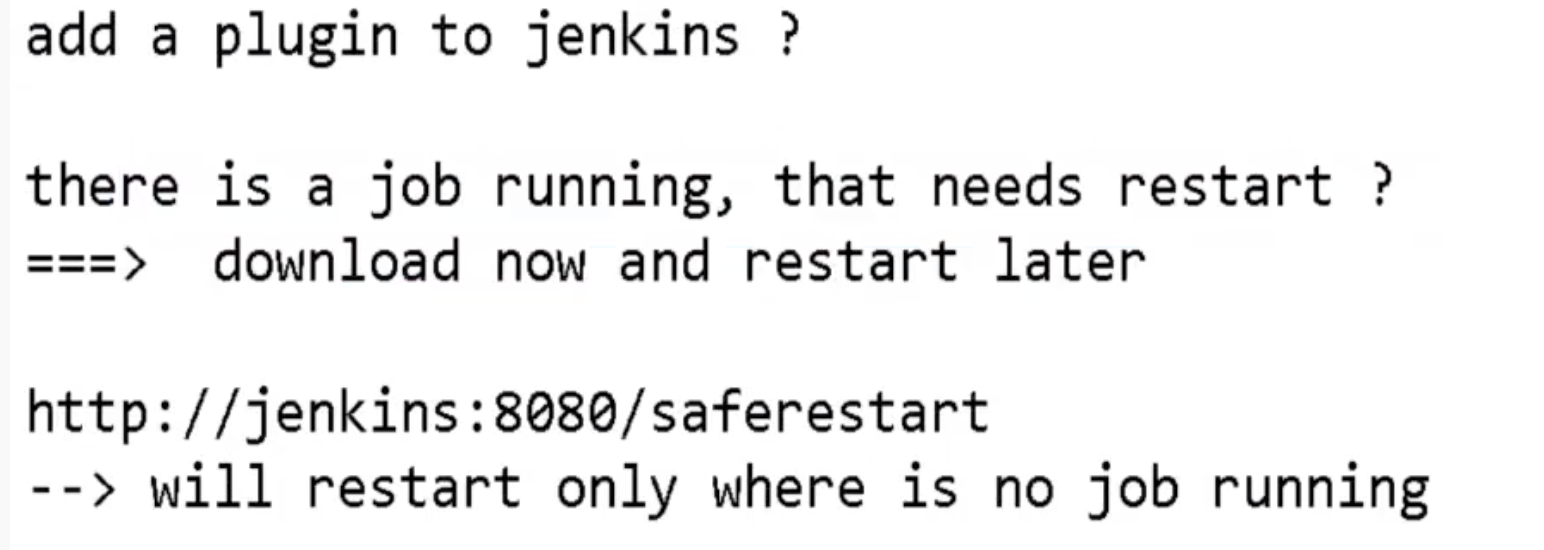 add a plugin to jenkins ?
there is a job running, that needs restart ?
===>  download now and restart later
http://jenkins:8080/saferestart
--> will restart only where is no job running